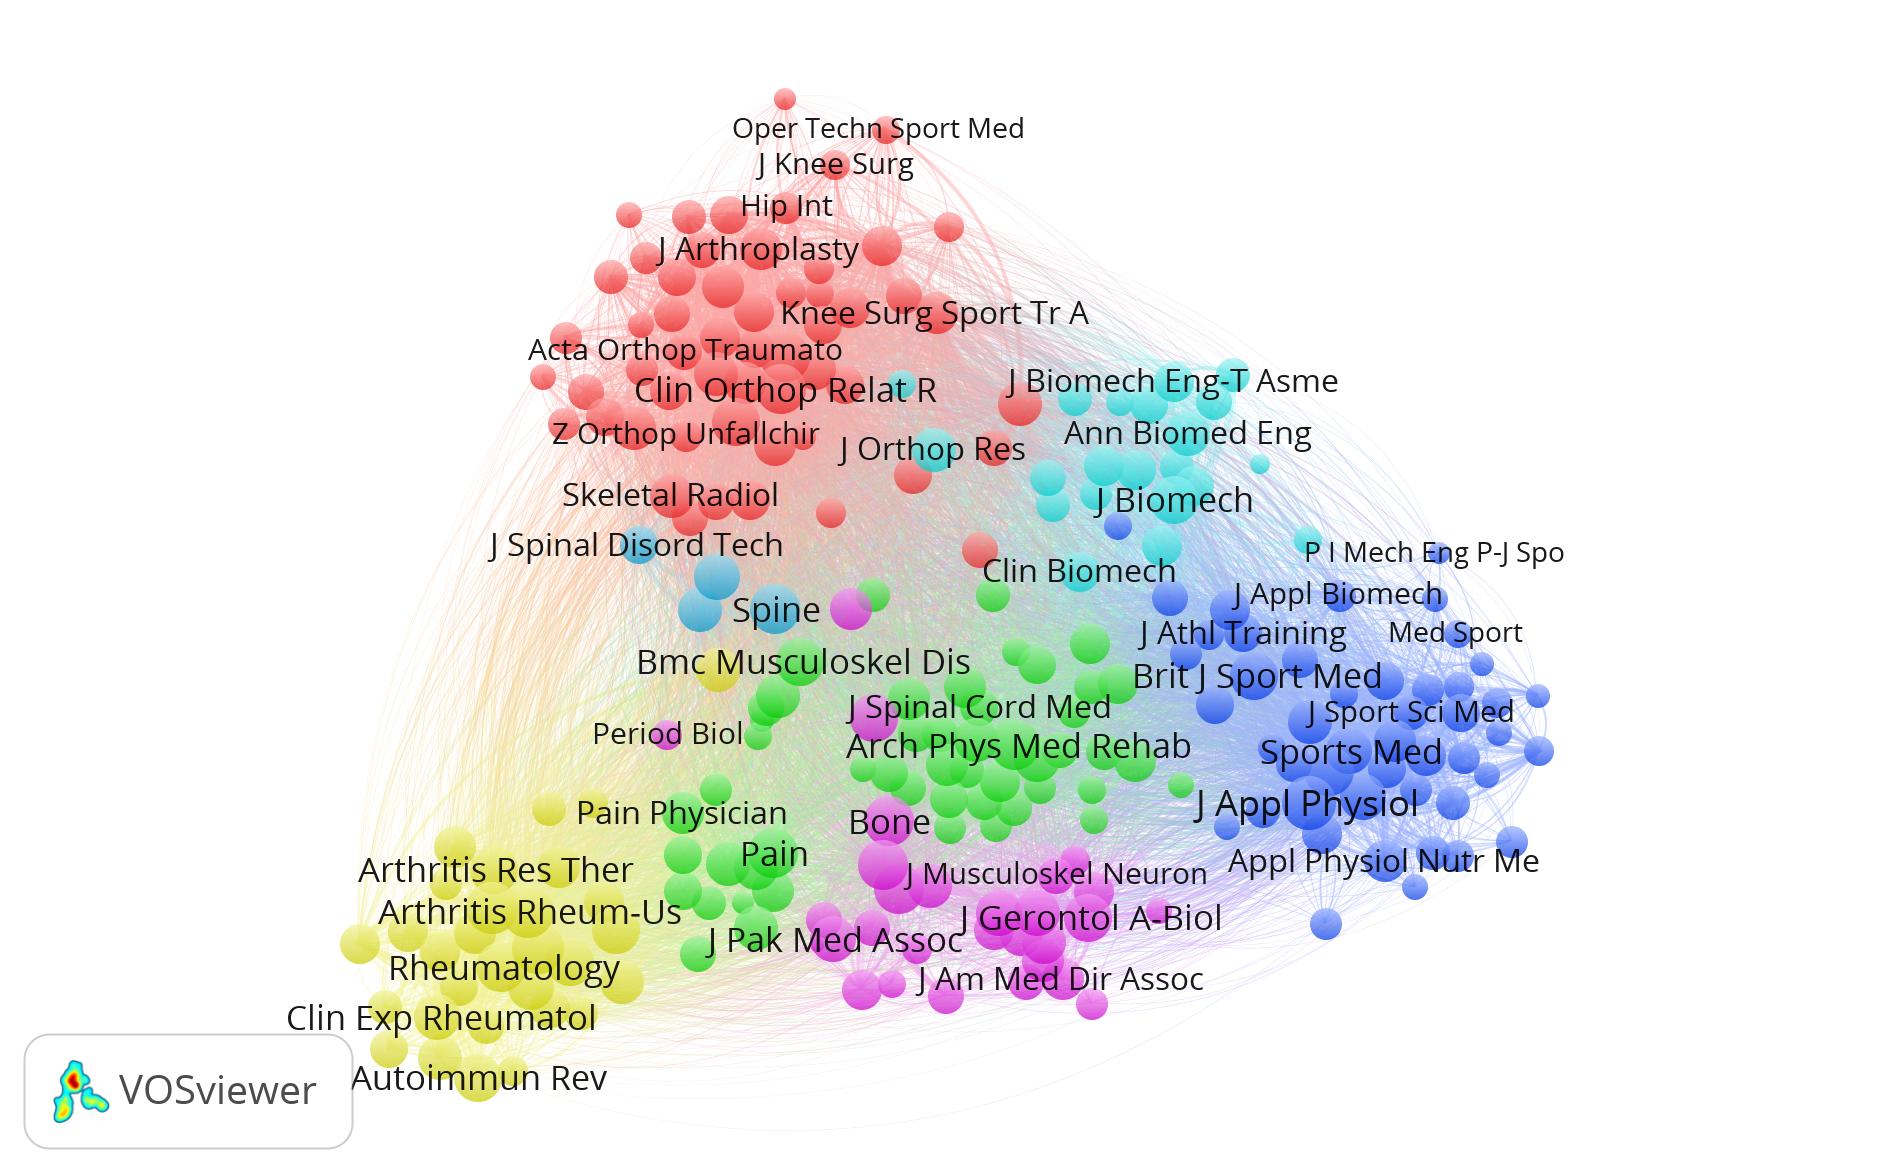 Oper Techn Sport Med
J Knee Surg
Hip Int
J Arthroplasty
Knee Surg Sport Tr A
Acta Orthop Traumato
J Biomech Eng-T Asme
Clin Orthop Relat R
Z Orthop Unfallchir
Ann Biomed Eng
J Orthop Res
Skeletal Radiol
J Biomech
J Spinal Disord Tech
P I Mech Eng P-J Spo
Clin Biomech
J Appl Biomech
Spine
J Athl Training
Med Sport
Bmc Musculoskel Dis
Brit J Sport Med
J Spinal Cord Med
J Sport Sci Med
Period Biol
Arch Phys Med Rehab
Sports Med
J Appl Physiol
Pain Physician
Bone
Pain
Appl Physiol Nutr Me
Arthritis Res Ther
J Musculoskel Neuron
Arthritis Rheum-Us
J Gerontol A-Biol
J Pak Med Assoc
Rheumatology
J Am Med Dir Assoc
Clin Exp Rheumatol
Autoimmun Rev
VOSviewer